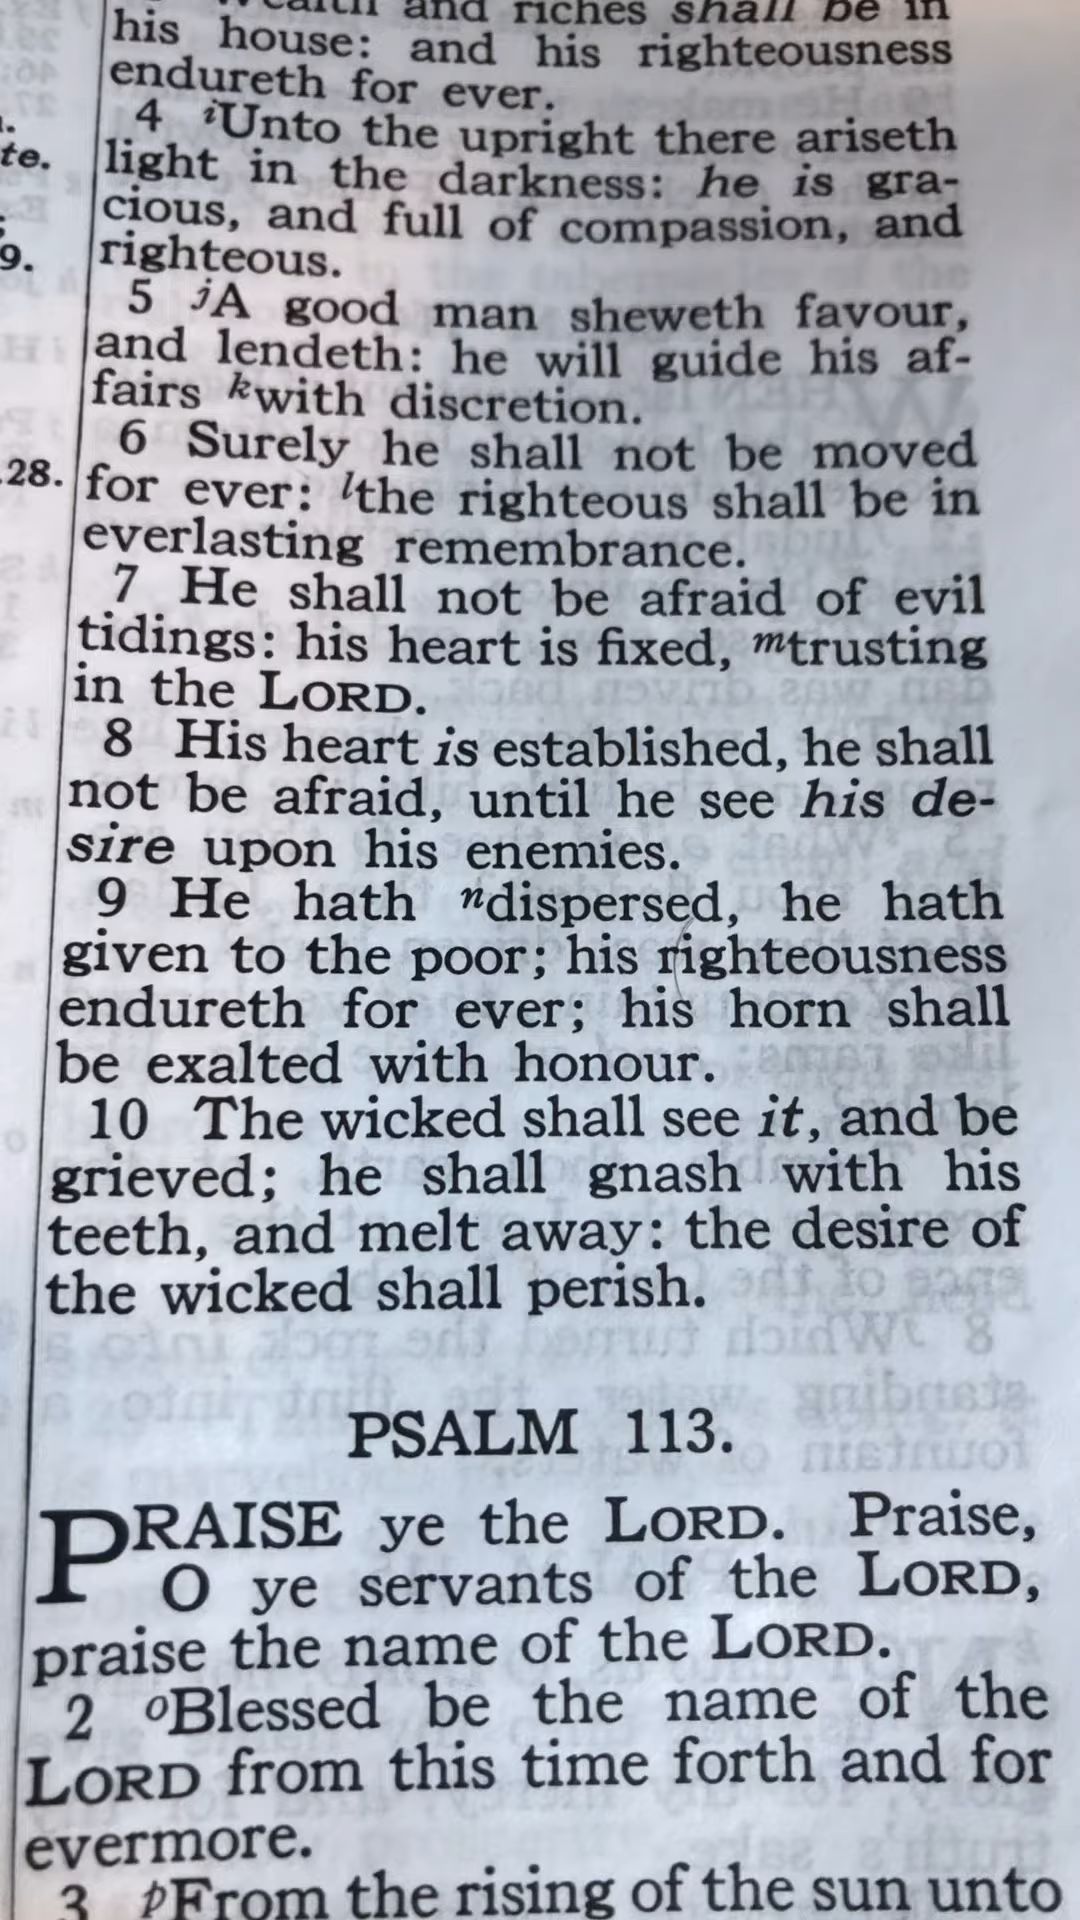 Wealth and riches shall be in
his house: and his righteousness
endureth for ever.
4 iUnto the upright there ariseth
light in the darkness: he is gra-
cious, and full of compassion, and
righteous.
5 jA good man sheweth favour,
and lendeth: he will guide his af-
fairs kwith discretion.
6 Surely he shall not be moved
for ever: lthe righteous shall be in
everlasting remembrance.
7 He shall not be afraid of evil
tidings: his heart is fixed, mtrusting
in the LORD.
8 His heart is established, he shall
not be afraid, until he see his de-
sire upon his enemies.
9 He hath ndispersed, he hath
given to the poor; his righteousness
endureth for ever; his horn shall
be exalted with honour.
10 The wicked shall see it, and be
grieved; he shall gnash with his
teeth, and melt away: the desire of
the wicked shall perish.
PSALM 113.
PRAISE ye the LORD. Praise,
O ye servants of the LORD,
praise the name of the LORD.
2 oBlessed be the name of the
LORD from this time forth and for
evermore.
3 pFrom the rising of the sun unto
te.
9.
28.